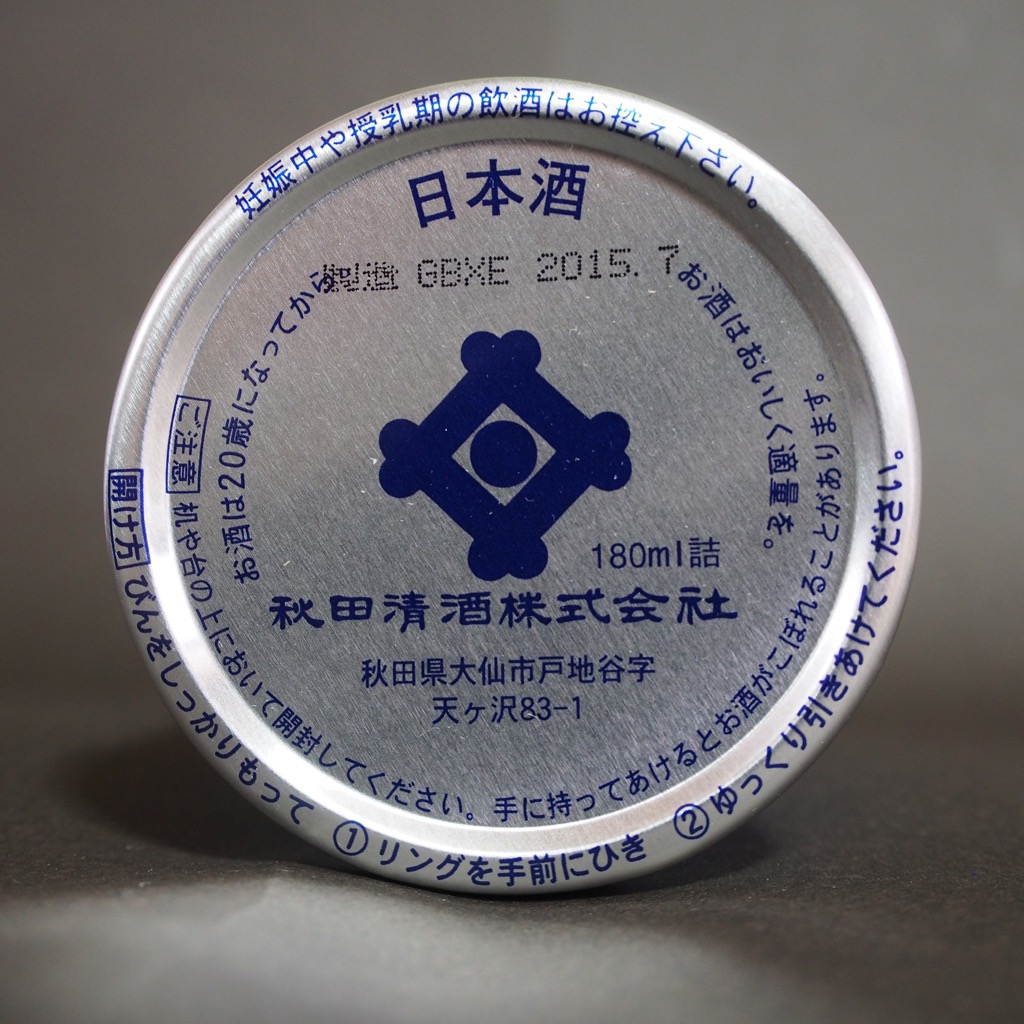 妊娠中や授乳期の飲酒はお控え下さい。
日本酒
製造 GBXE 2015. 7
お酒は20歳になってから
お酒はおいしく適量を。
180ml詰
秋田清酒株式会社
秋田県大仙市戸地谷字
天ヶ沢83-1
ご注意 机や台の上において開封してください。手に持ってあけるとお酒がこぼれることがあります。
開け方 びんをしっかりもって ①リングを手前にひき ②ゆっくり引きあけてください。